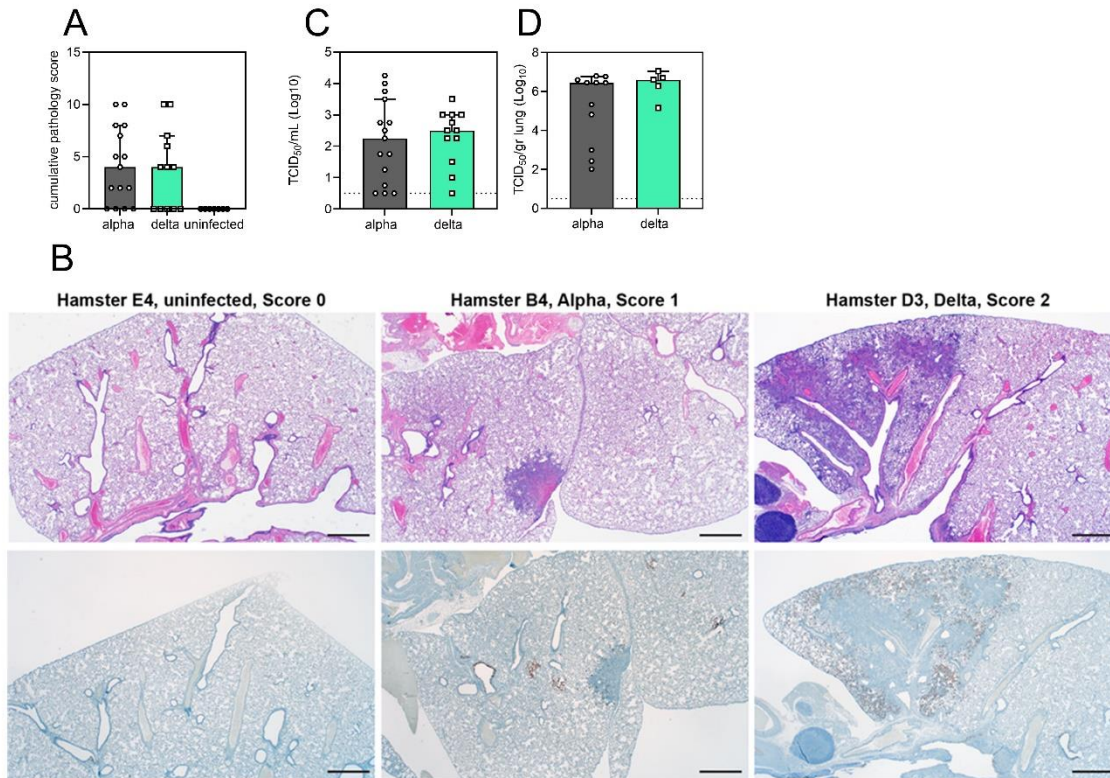 A
cumulative pathology score
15
10
5
0
alpha
delta
uninfected
C
TCID50/mL (Log10)
5
4
3
2
1
0
alpha
delta
D
TCID50/gr lung (Log10)
8
6
4
2
0
alpha
delta
B
Hamster E4, uninfected, Score 0
Hamster B4, Alpha, Score 1
Hamster D3, Delta, Score 2